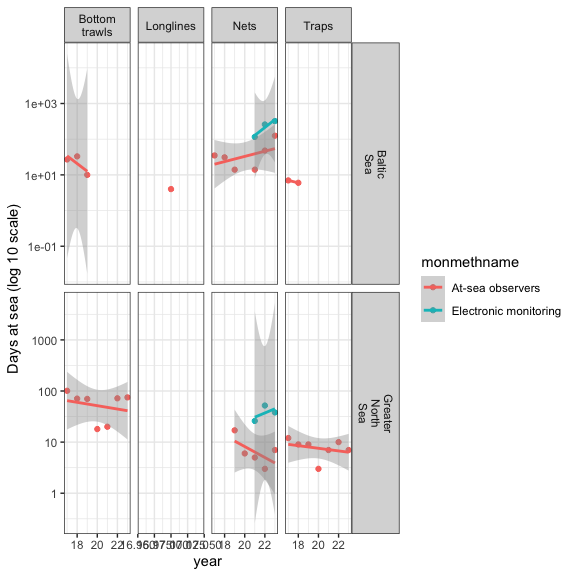 Bottom
trawls
Longlines
Nets
Traps
1e+03
1e+01
1e-01
Baltic
Sea
1000
100
10
1
Greater
North
Sea
18
20
22
18
20
22
18
20
22
Days at sea (log 10 scale)
year
monmethname
At-sea observers
Electronic monitoring